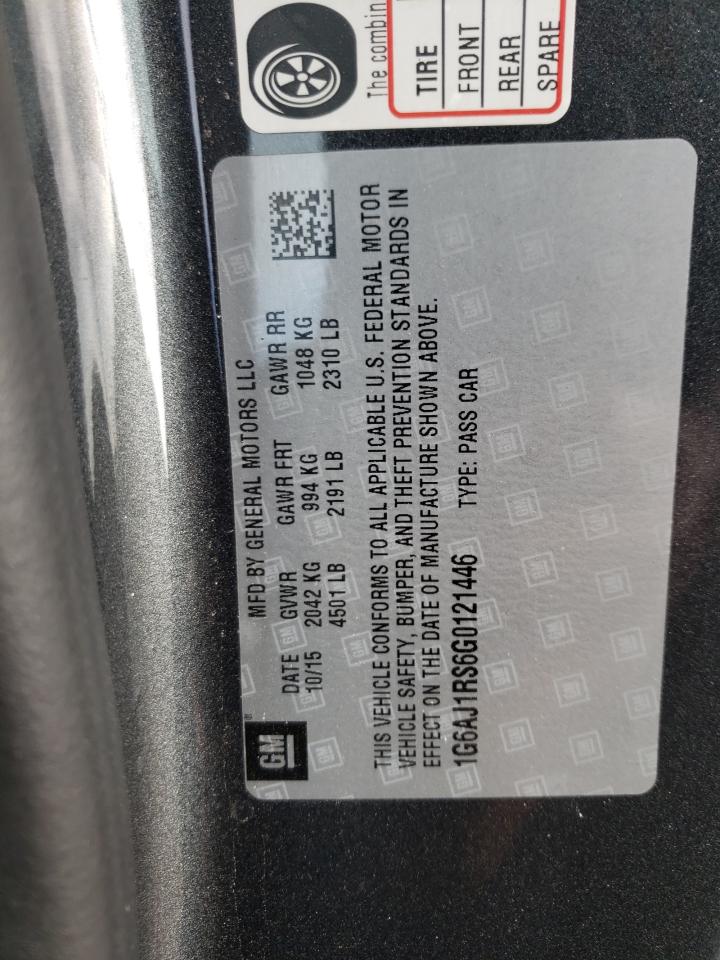 The combin
TIRE
FRONT
REAR
SPARE
GM
MFD BY GENERAL MOTORS LLC
DATE GVWR GAWR FRT GAWR RR
10/15 2042 KG 994 KG 1048 KG
4501 LB 2191 LB 2310 LB
THIS VEHICLE CONFORMS TO ALL APPLICABLE U.S. FEDERAL MOTOR
VEHICLE SAFETY, BUMPER, AND THEFT PREVENTION STANDARDS IN
EFFECT ON THE DATE OF MANUFACTURE SHOWN ABOVE.
1G6AJ1RS6G0121446 TYPE: PASS CAR